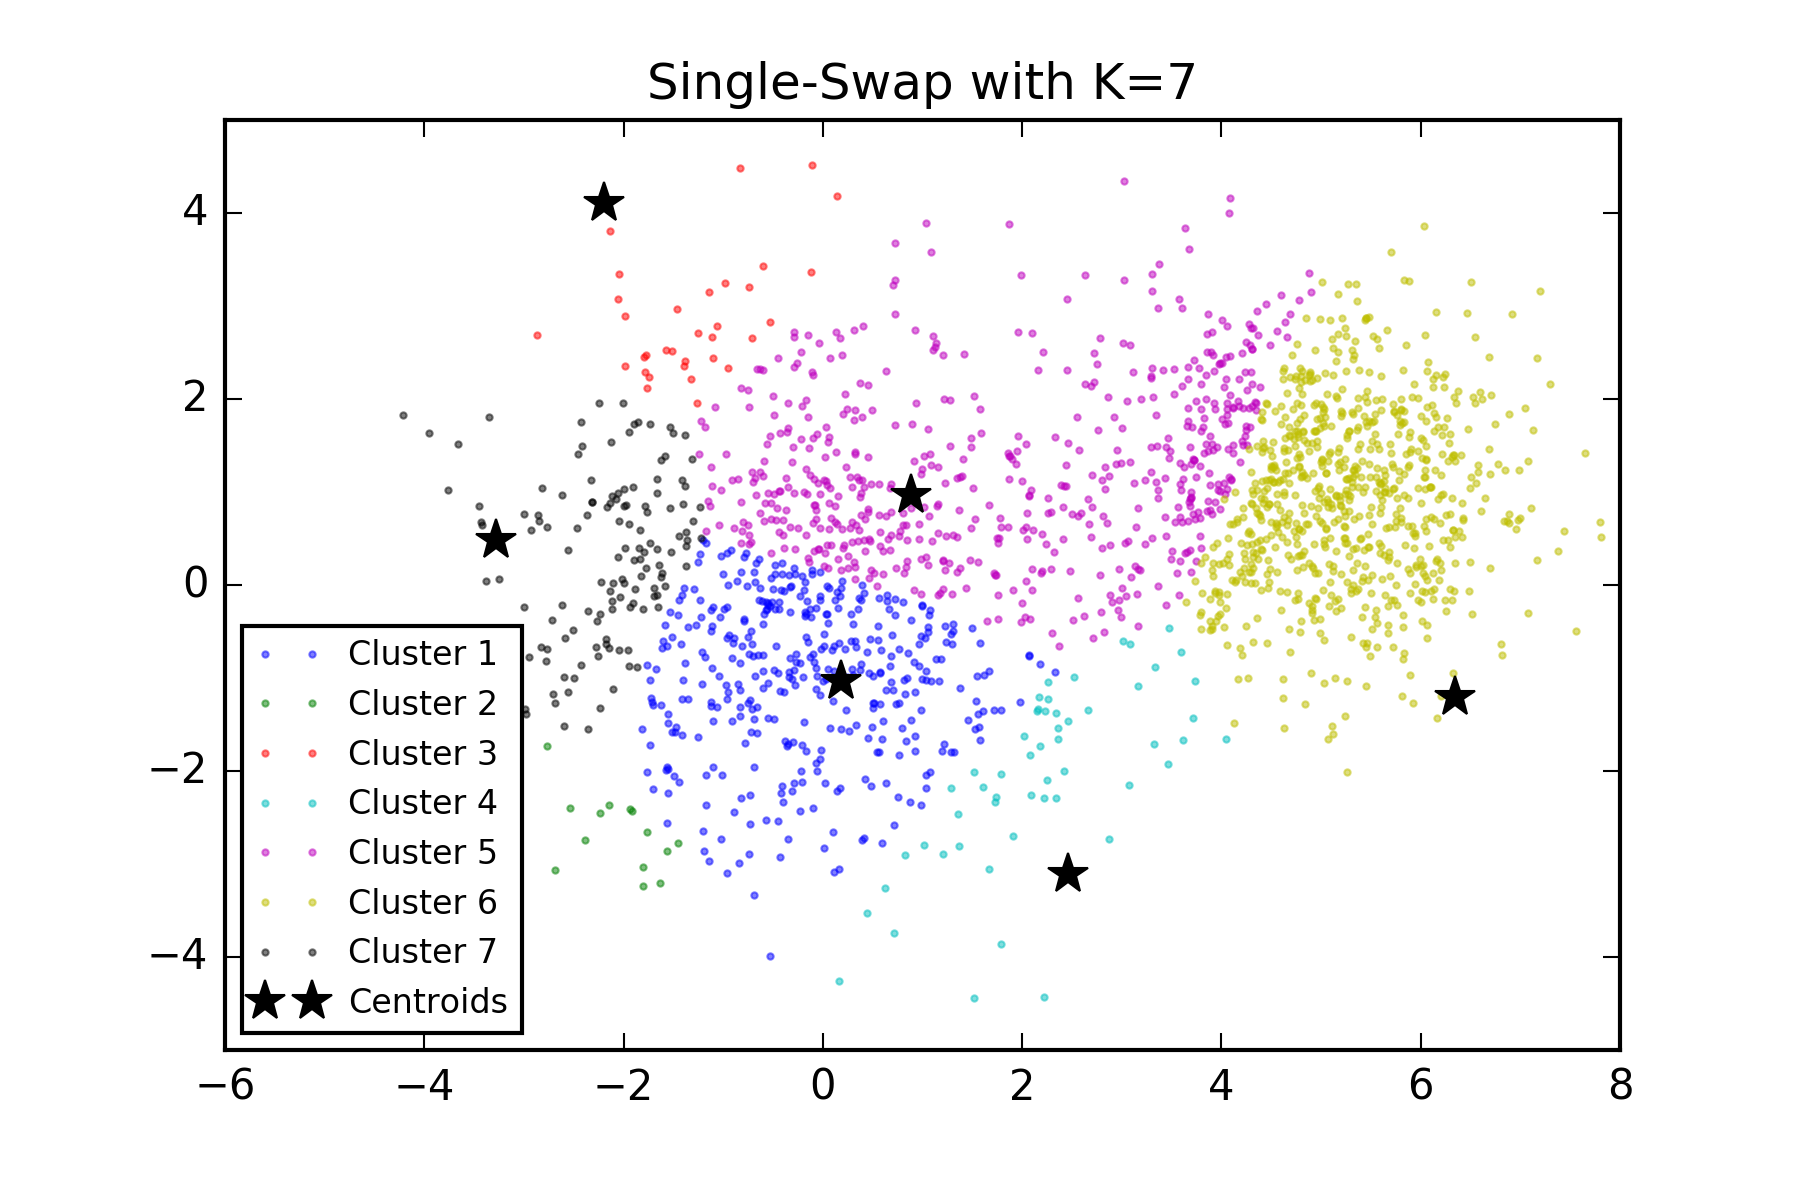 Single-Swap with K=7
4
2
0
−2
−4
Cluster 1
Cluster 2
Cluster 3
Cluster 4
Cluster 5
Cluster 6
Cluster 7
Centroids
−6 −4 −2 0 2 4 6 8